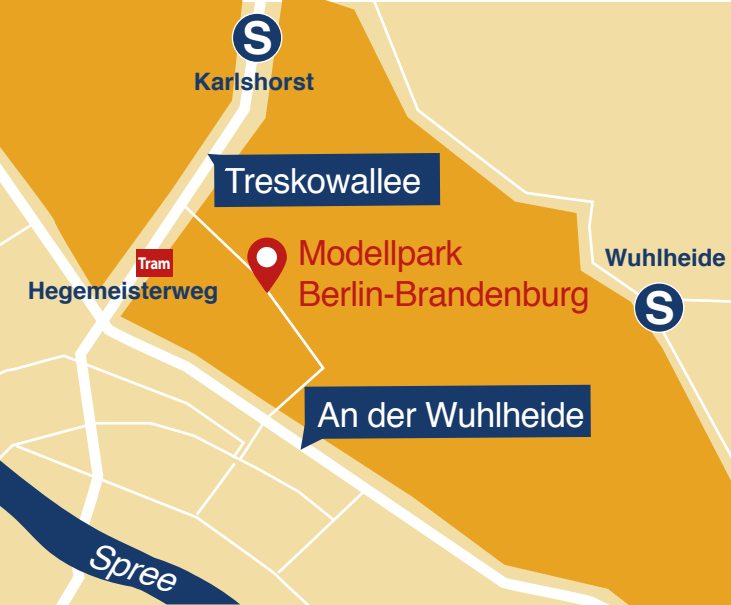 S
Karlshorst
Treskowallee
Tram
Hegemeisterweg
Modellpark
Berlin-Brandenburg
Wuhlheide
S
An der Wuhlheide
Spree